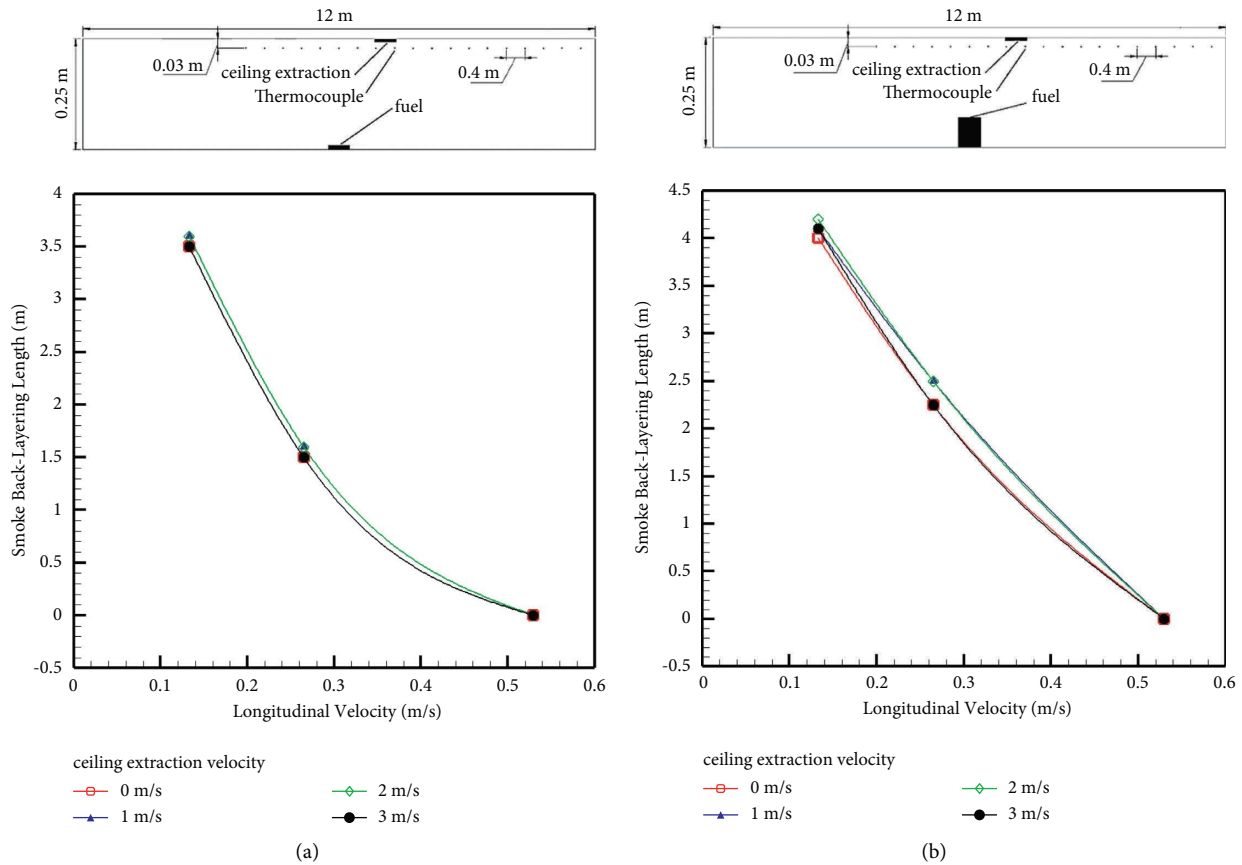 12 m
0.03 m
ceiling extraction
Thermocouple
0.4 m
0.25 m
fuel
4
3.5
3
2.5
2
1.5
1
0.5
0
-0.5
Smoke Back-Layering Length (m)
0 0.1 0.2 0.3 0.4 0.5 0.6
Longitudinal Velocity (m/s)
ceiling extraction velocity
0 m/s 2 m/s
1 m/s 3 m/s
(a)
12 m
0.03 m
ceiling extraction
Thermocouple
0.4 m
0.25 m
fuel
4.5
4
3.5
3
2.5
2
1.5
1
0.5
0
-0.5
Smoke Back-Layering Length (m)
0 0.1 0.2 0.3 0.4 0.5 0.6
Longitudinal Velocity (m/s)
ceiling extraction velocity
0 m/s 2 m/s
1 m/s 3 m/s
(b)